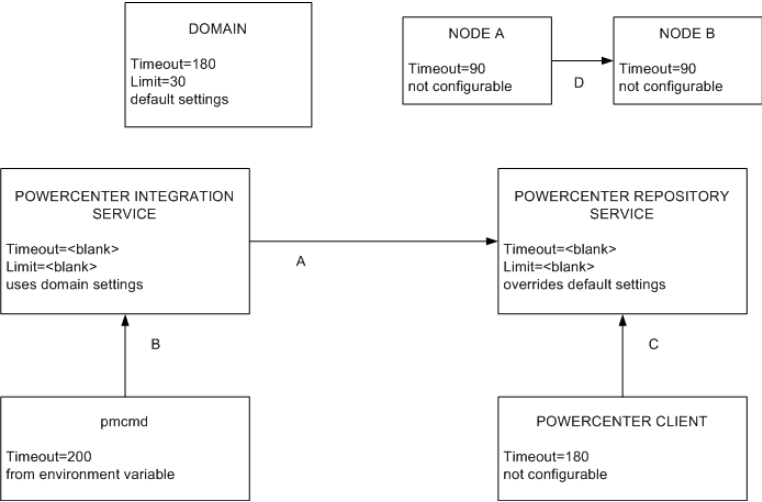 DOMAIN
Timeout=180
Limit=30
default settings
NODE A
Timeout=90
not configurable
D
NODE B
Timeout=90
not configurable
POWERCENTER INTEGRATION
SERVICE
Timeout=<blank>
Limit=<blank>
uses domain settings
A
POWERCENTER REPOSITORY
SERVICE
Timeout=<blank>
Limit=<blank>
overrides default settings
B
C
pmcmd
Timeout=200
from environment variable
POWERCENTER CLIENT
Timeout=180
not configurable